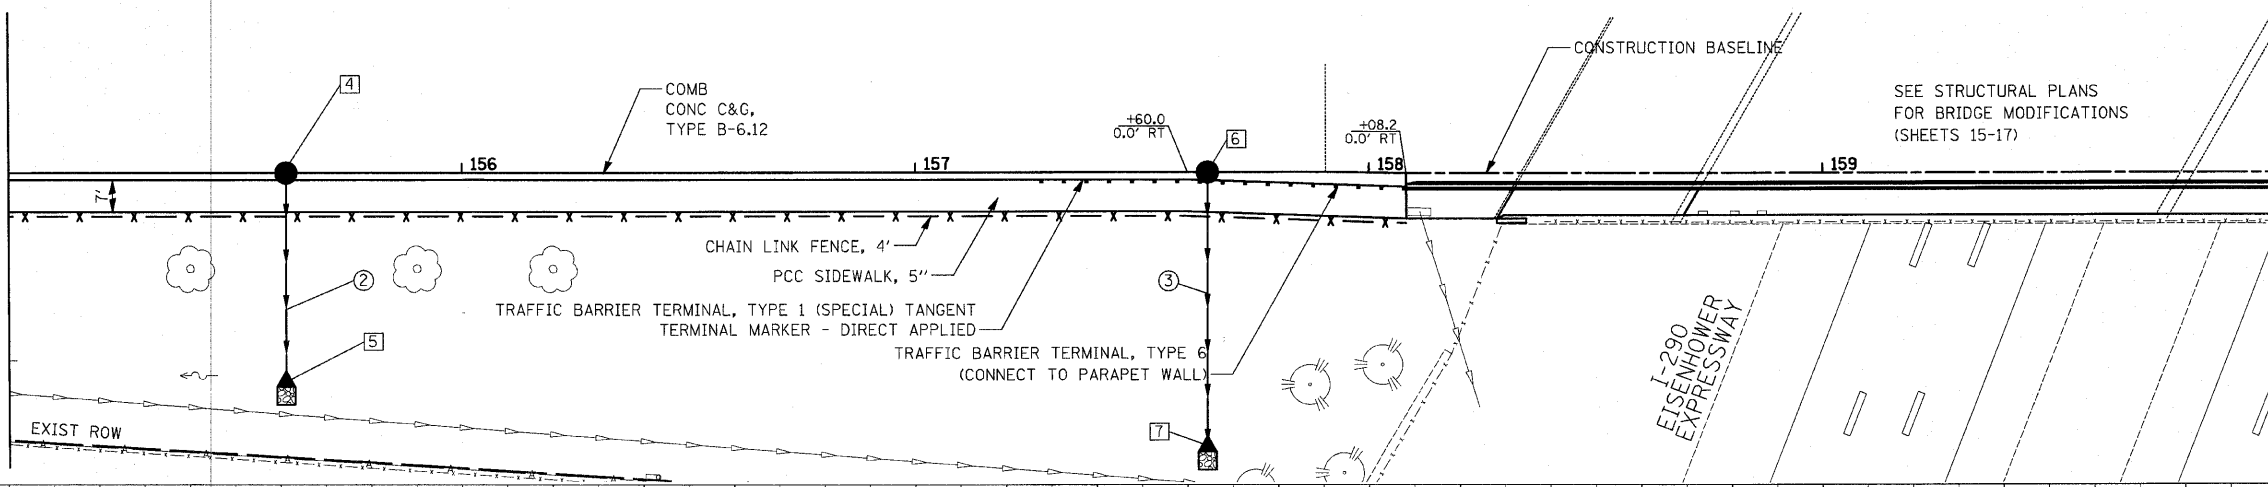 CONSTRUCTION BASELINE
4
COMB
CONC C&G,
TYPE B-6.12
SEE STRUCTURAL PLANS
FOR BRIDGE MODIFICATIONS
(SHEETS 15-17)
+60.0
0.0' RT
6
+08.2
0.0' RT
156
157
158
159
7'
CHAIN LINK FENCE, 4'
PCC SIDEWALK, 5''
2
3
TRAFFIC BARRIER TERMINAL, TYPE 1 (SPECIAL) TANGENT
TERMINAL MARKER - DIRECT APPLIED
5
TRAFFIC BARRIER TERMINAL, TYPE 6
(CONNECT TO PARAPET WALL)
I-290
EISENHOWER
EXPRESSWAY
EXIST ROW
7